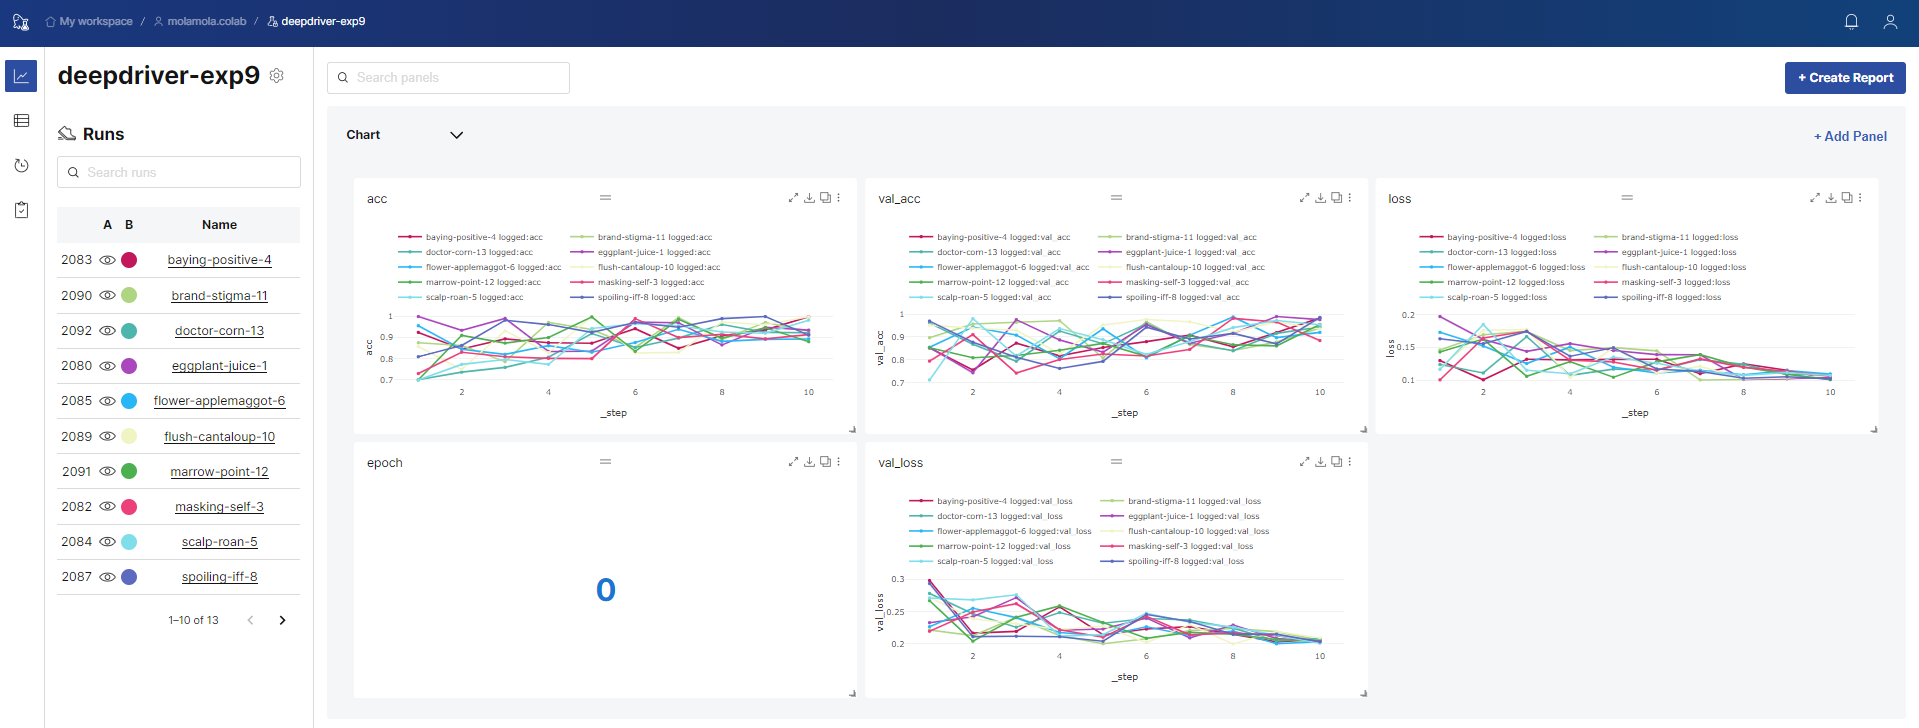 My workspace / molamola.colab / deepdriver-exp9
deepdriver-exp9
Runs
Search runs
A B Name
2083 baying-positive-4
2090 brand-stigma-11
2092 doctor-corn-13
2080 eggplant-juice-1
2085 flower-applemaggot-6
2089 flush-cantaloup-10
2091 marrow-point-12
2082 masking-self-3
2084 scalp-roan-5
2087 spoiling-iff-8
1–10 of 13
Search panels
+ Create Report
Chart
+ Add Panel
acc
baying-positive-4 logged:acc brand-stigma-11 logged:acc
doctor-corn-13 logged:acc eggplant-juice-1 logged:acc
flower-applemaggot-6 logged:acc flush-cantaloup-10 logged:acc
marrow-point-12 logged:acc masking-self-3 logged:acc
scalp-roan-5 logged:acc spoiling-iff-8 logged:acc
1
0.9
0.8
0.7
acc
2 4 6 8 10
_step
val_acc
baying-positive-4 logged:val_acc brand-stigma-11 logged:val_acc
doctor-corn-13 logged:val_acc eggplant-juice-1 logged:val_acc
flower-applemaggot-6 logged:val_acc flush-cantaloup-10 logged:val_acc
marrow-point-12 logged:val_acc masking-self-3 logged:val_acc
scalp-roan-5 logged:val_acc spoiling-iff-8 logged:val_acc
1
0.9
0.8
0.7
val_acc
2 4 6 8 10
_step
loss
baying-positive-4 logged:loss brand-stigma-11 logged:loss
doctor-corn-13 logged:loss eggplant-juice-1 logged:loss
flower-applemaggot-6 logged:loss flush-cantaloup-10 logged:loss
marrow-point-12 logged:loss masking-self-3 logged:loss
scalp-roan-5 logged:loss spoiling-iff-8 logged:loss
0.2
0.15
0.1
loss
2 4 6 8 10
_step
epoch
0
val_loss
baying-positive-4 logged:val_loss brand-stigma-11 logged:val_loss
doctor-corn-13 logged:val_loss eggplant-juice-1 logged:val_loss
flower-applemaggot-6 logged:val_loss flush-cantaloup-10 logged:val_loss
marrow-point-12 logged:val_loss masking-self-3 logged:val_loss
scalp-roan-5 logged:val_loss spoiling-iff-8 logged:val_loss
0.3
0.25
0.2
val_loss
2 4 6 8 10
_step